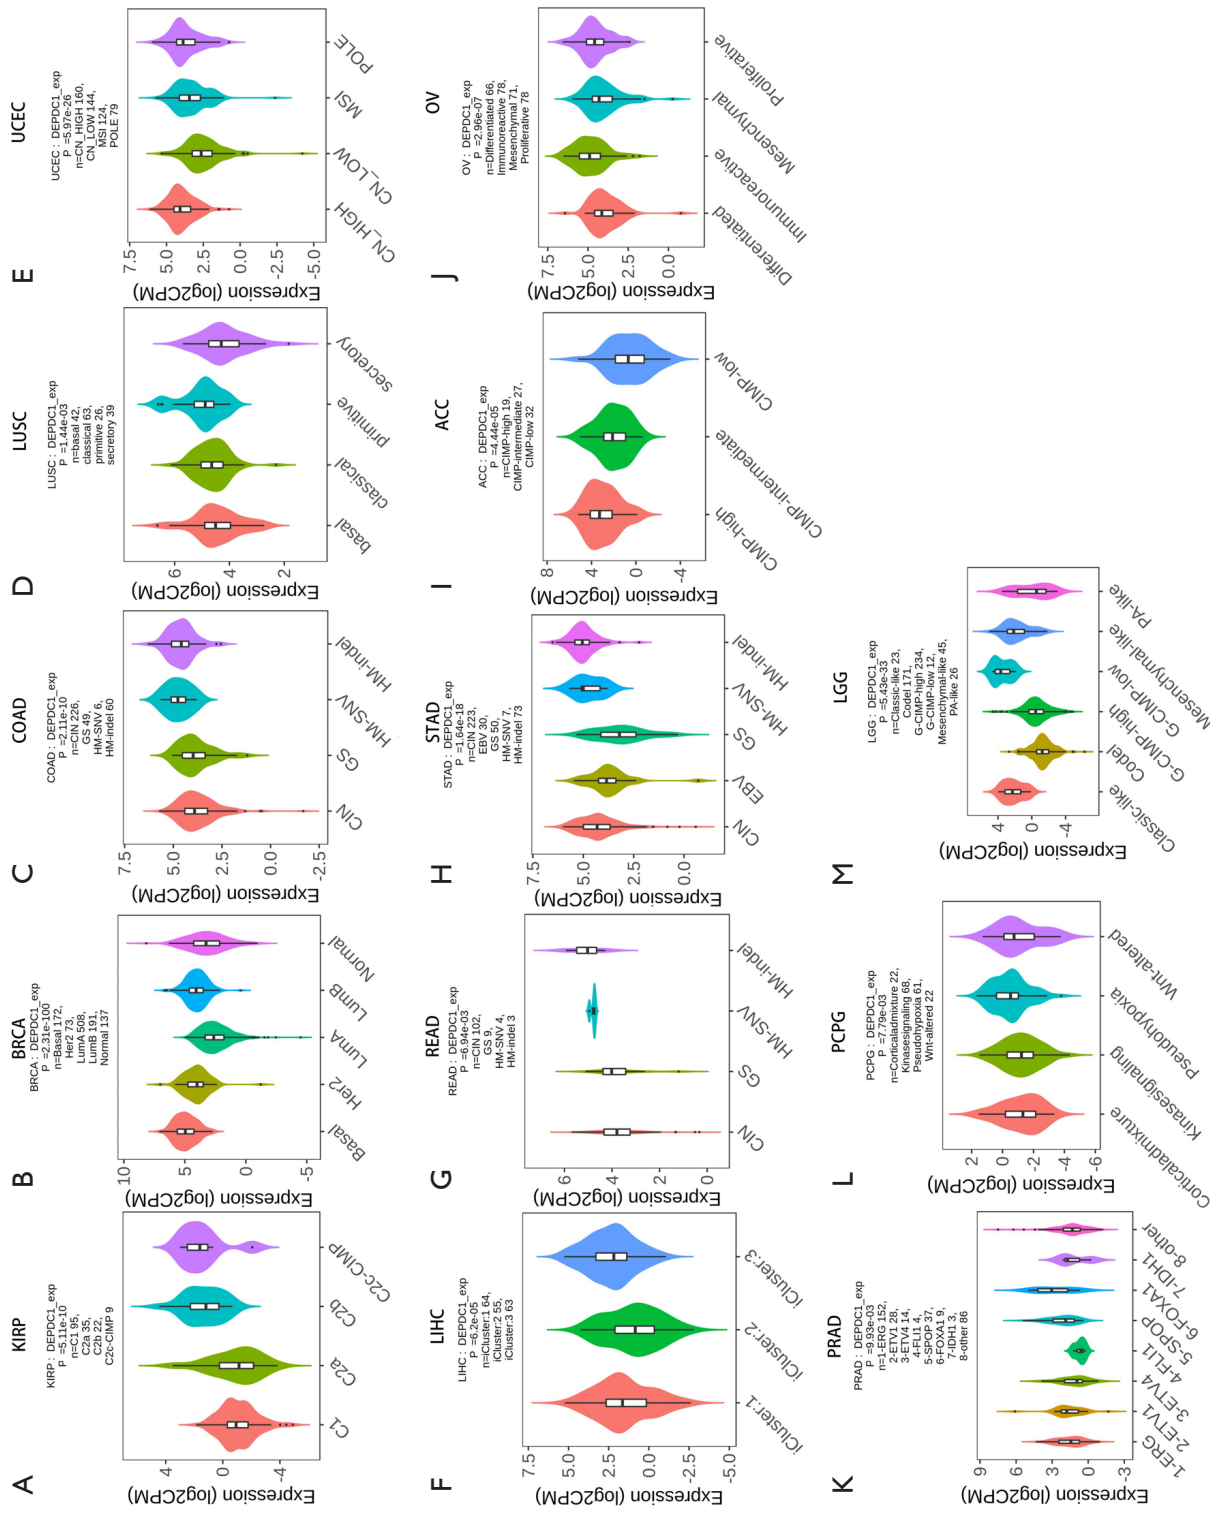 A
KIRP
KIRP : DEPDC1_exp
P =5.11e-10
n=C1 95,
C2a 35,
C2b 22,
C2c-CIMP 9
Expression (log2CPM)
4
0
-4
C1
C2a
C2b
C2c-CIMP
B
BRCA
BRCA : DEPDC1_exp
P =2.31e-100
n=Basal 172,
Her2 73,
LumA 508,
LumB 191,
Normal 137
Expression (log2CPM)
10
5
0
-5
Basal
Her2
LumA
LumB
Normal
C
COAD
COAD : DEPDC1_exp
P =2.11e-10
n=CIN 226,
GS 49,
HM-SNV 6,
HM-indel 60
Expression (log2CPM)
7.5
5.0
2.5
0.0
-2.5
CIN
GS
HM-SNV
HM-indel
D
LUSC
LUSC : DEPDC1_exp
P =1.44e-03
n=basal 42,
classical 63,
primitive 26,
secretory 39
Expression (log2CPM)
6
4
2
basal
classical
primitive
secretory
E
UCEC
UCEC : DEPDC1_exp
P =5.97e-26
n=CN_HIGH 160,
CN_LOW 144,
MSI 124,
POLE 79
Expression (log2CPM)
7.5
5.0
2.5
0.0
-2.5
-5.0
CN_HIGH
CN_LOW
MSI
POLE
F
LIHC
LIHC : DEPDC1_exp
P =6.2e-05
n=iCluster:1 64,
iCluster:2 55,
iCluster:3 63
Expression (log2CPM)
7.5
5.0
2.5
0.0
-2.5
-5.0
iCluster:1
iCluster:2
iCluster:3
G
READ
READ : DEPDC1_exp
P =6.94e-03
n=CIN 102,
GS 9,
HM-SNV 4,
HM-indel 3
Expression (log2CPM)
6
4
2
0
CIN
GS
HM-SNV
HM-indel
H
STAD
STAD : DEPDC1_exp
P =1.64e-18
n=CIN 223,
EBV 30,
GS 50,
HM-SNV 7,
HM-indel 73
Expression (log2CPM)
7.5
5.0
2.5
0.0
CIN
EBV
GS
HM-SNV
HM-indel
I
ACC
ACC : DEPDC1_exp
P =4.44e-05
n=CIMP-high 19,
CIMP-intermediate 27,
CIMP-low 32
Expression (log2CPM)
8
4
0
-4
CIMP-high
CIMP-intermediate
CIMP-low
J
OV
OV : DEPDC1_exp
P =2.96e-07
n=Differentiated 66,
Immunoreactive 78,
Mesenchymal 71,
Proliferative 78
Expression (log2CPM)
7.5
5.0
2.5
0.0
Differentiated
Immunoreactive
Mesenchymal
Proliferative
K
PRAD
PRAD : DEPDC1_exp
P =9.93e-03
n=1-ERG 152,
2-ETV1 28,
3-ETV4 14,
4-FLI1 4,
5-SPOP 37,
6-FOXA1 9,
7-IDH1 3,
8-other 86
Expression (log2CPM)
9
6
3
0
-3
1-ERG
2-ETV1
3-ETV4
4-FLI1
5-SPOP
6-FOXA1
7-IDH1
8-other
L
PCPG
PCPG : DEPDC1_exp
P =7.79e-03
n=Corticaladmixture 22,
Kinasesignaling 68,
Pseudohypoxia 61,
Wnt-altered 22
Expression (log2CPM)
2
0
-2
-4
-6
Corticaladmixture
Kinasesignaling
Pseudohypoxia
Wnt-altered
M
LGG
LGG : DEPDC1_exp
P =5.43e-33
n=Classic-like 23,
Codel 171,
G-CIMP-high 234,
G-CIMP-low 12,
Mesenchymal-like 45,
PA-like 26
Expression (log2CPM)
4
0
-4
Classic-like
Codel
G-CIMP-high
G-CIMP-low
Mesenchymal-like
PA-like